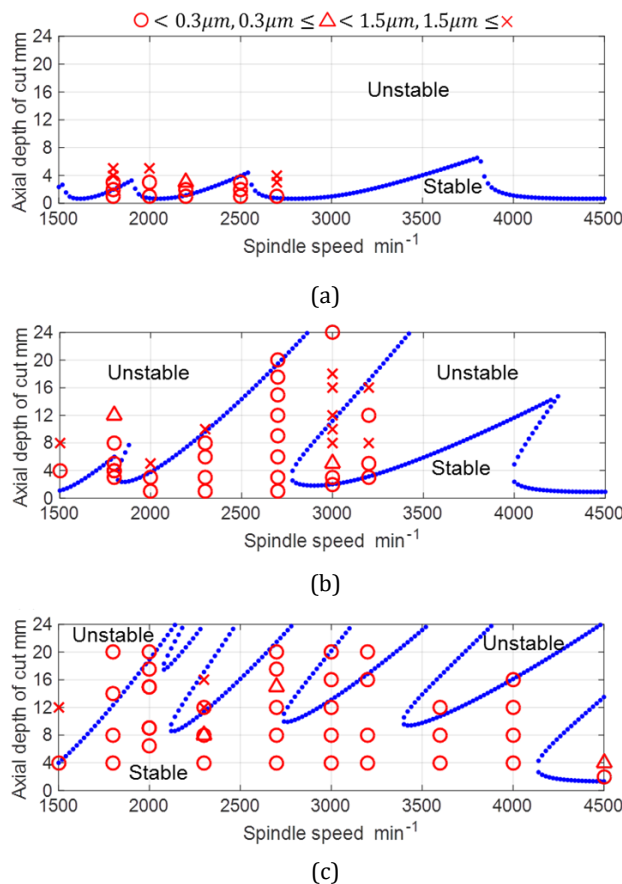 ○ < 0.3μm, 0.3μm ≤ △ < 1.5μm, 1.5μm ≤ ×
Axial depth of cut mm
24
20
16
12
8
4
0
Unstable
Stable
1500 2000 2500 3000 3500 4000 4500
Spindle speed min⁻¹
(a)
Axial depth of cut mm
24
20
16
12
8
4
0
Unstable Unstable
Stable
1500 2000 2500 3000 3500 4000 4500
Spindle speed min⁻¹
(b)
Axial depth of cut mm
24
20
16
12
8
4
0
Unstable Unstable
Stable
1500 2000 2500 3000 3500 4000 4500
Spindle speed min⁻¹
(c)